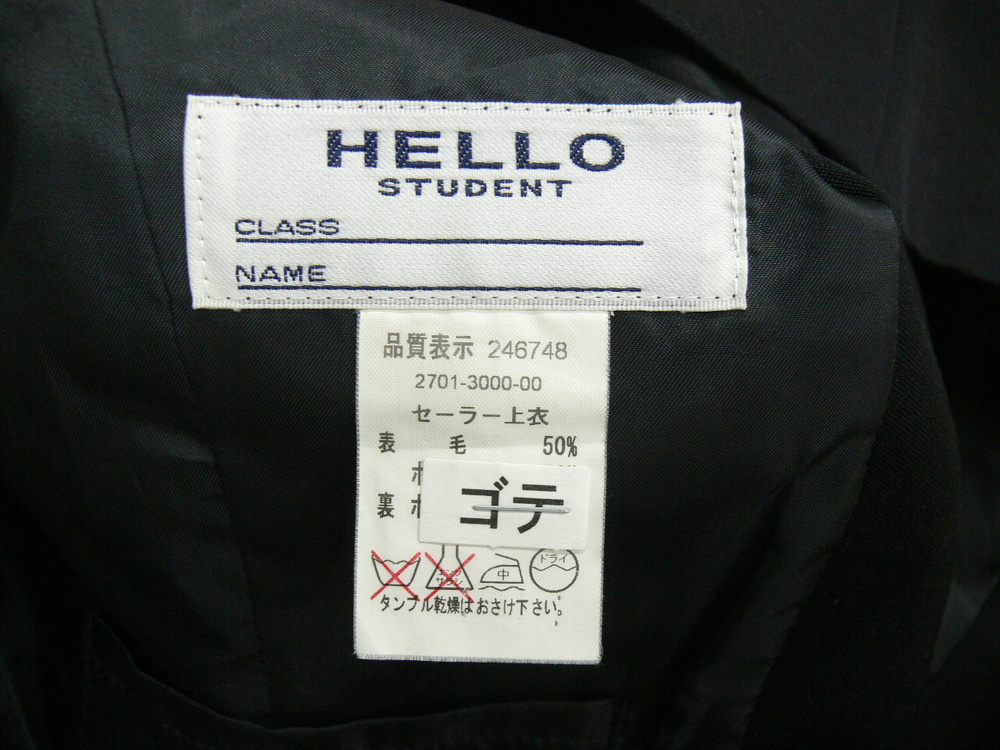 HELLO
STUDENT
CLASS
NAME
品質表示 246748
2701-3000-00
セーラー上衣
表 毛 50%
裏
ゴテ
中 ドライ
タンブル乾燥はおさけ下さい。